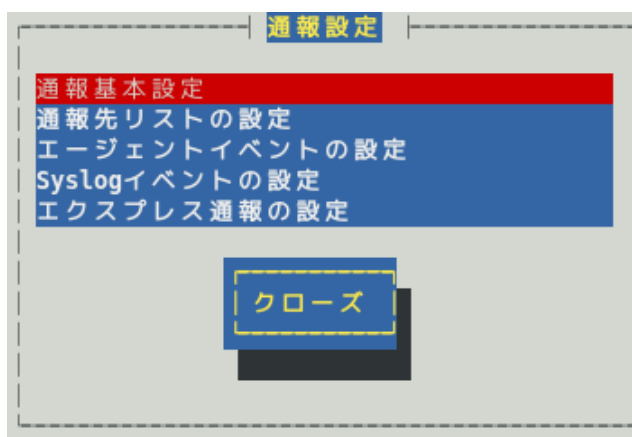 通報設定
通報基本設定
通報先リストの設定
エージェントイベントの設定
Syslogイベントの設定
エクスプレス通報の設定
クローズ